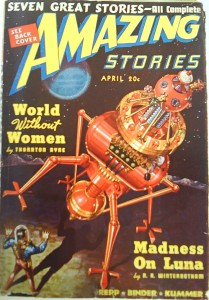 SEVEN GREAT STORIES—All Complete
SEE
BACK
COVER
AMAZING
STORIES
APRIL 20c
World
Without
Women
by THORNTON AYRE
Madness
On Luna
by R. R. WINTERBOTHAM
REPP • BINDER • KUMMER